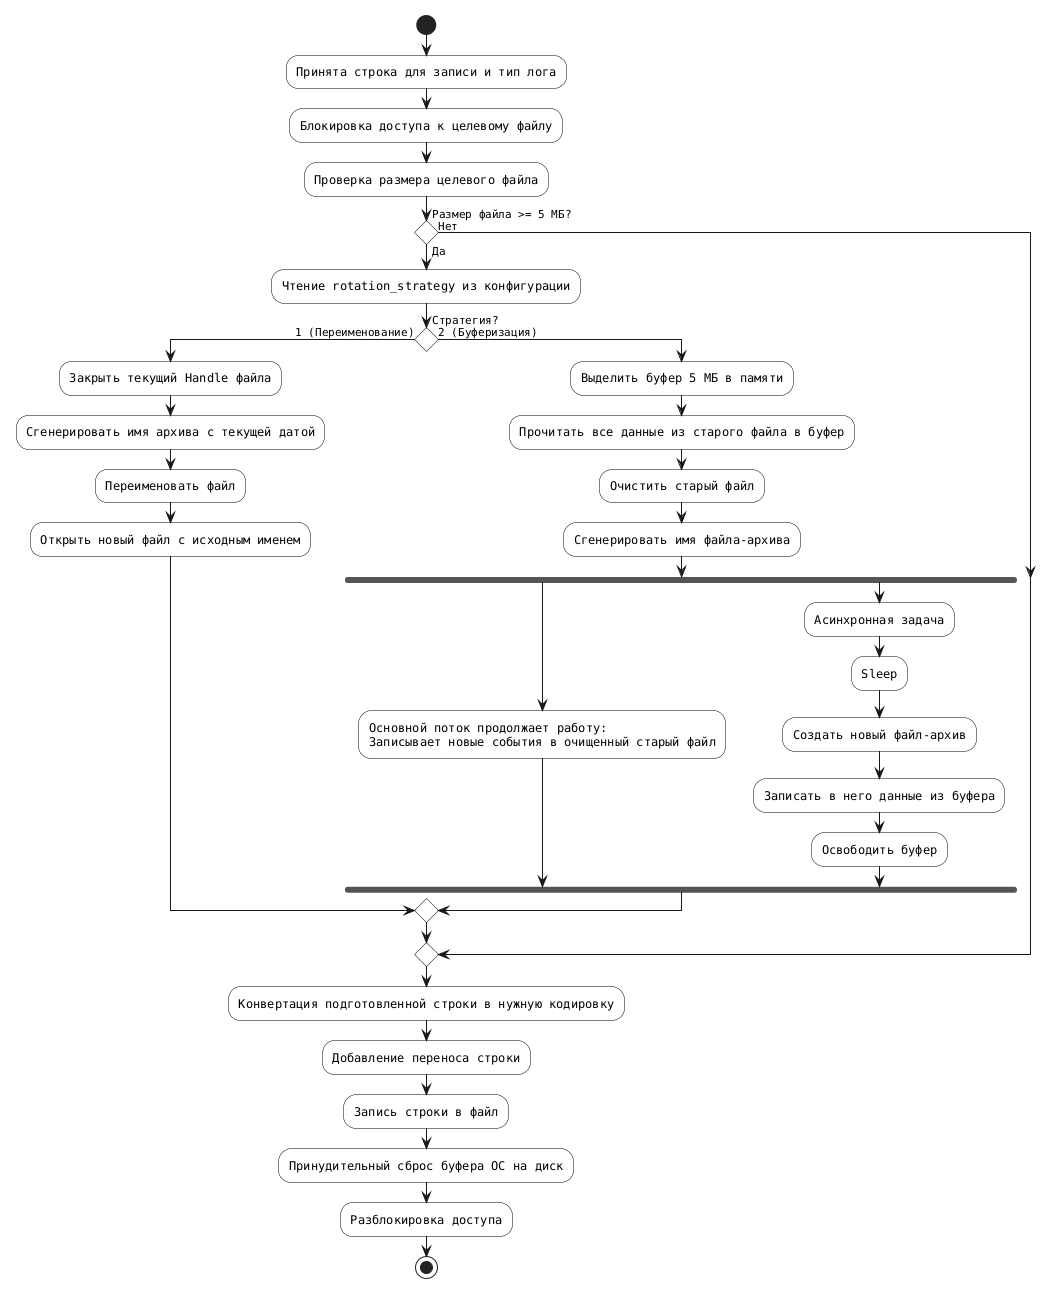 Принята строка для записи и тип лога
Блокировка доступа к целевому файлу
Проверка размера целевого файла
Размер файла >= 5 МБ?
Нет
Да
Чтение rotation_strategy из конфигурации
Стратегия?
1 (Переименование)
2 (Буферизация)
Закрыть текущий Handle файла
Сгенерировать имя архива с текущей датой
Переименовать файл
Открыть новый файл с исходным именем
Выделить буфер 5 МБ в памяти
Прочитать все данные из старого файла в буфер
Очистить старый файл
Сгенерировать имя файла-архива
Основной поток продолжает работу:
Записывает новые события в очищенный старый файл
Асинхронная задача
Sleep
Создать новый файл-архив
Записать в него данные из буфера
Освободить буфер
Конвертация подготовленной строки в нужную кодировку
Добавление переноса строки
Запись строки в файл
Принудительный сброс буфера ОС на диск
Разблокировка доступа